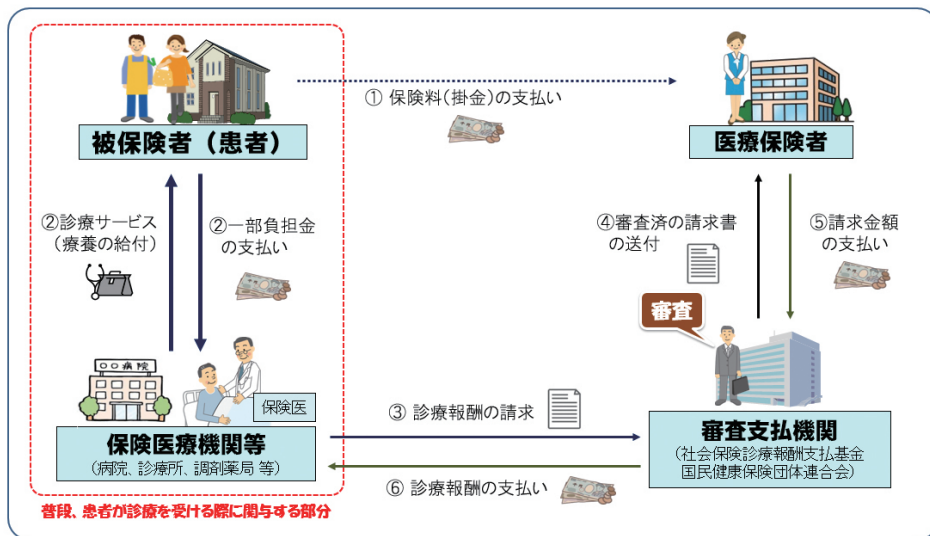 ① 保険料(掛金)の支払い
被保険者（患者）
医療保険者
②診療サービス
（療養の給付）
②一部負担金
の支払い
④審査済の請求書
の送付
⑤請求金額
の支払い
審査
○○病院
保険医
③ 診療報酬の請求
保険医療機関等
（病院、診療所、調剤薬局 等）
審査支払機関
（社会保険診療報酬支払基金
国民健康保険団体連合会）
⑥ 診療報酬の支払い
普段、患者が診療を受ける際に関与する部分